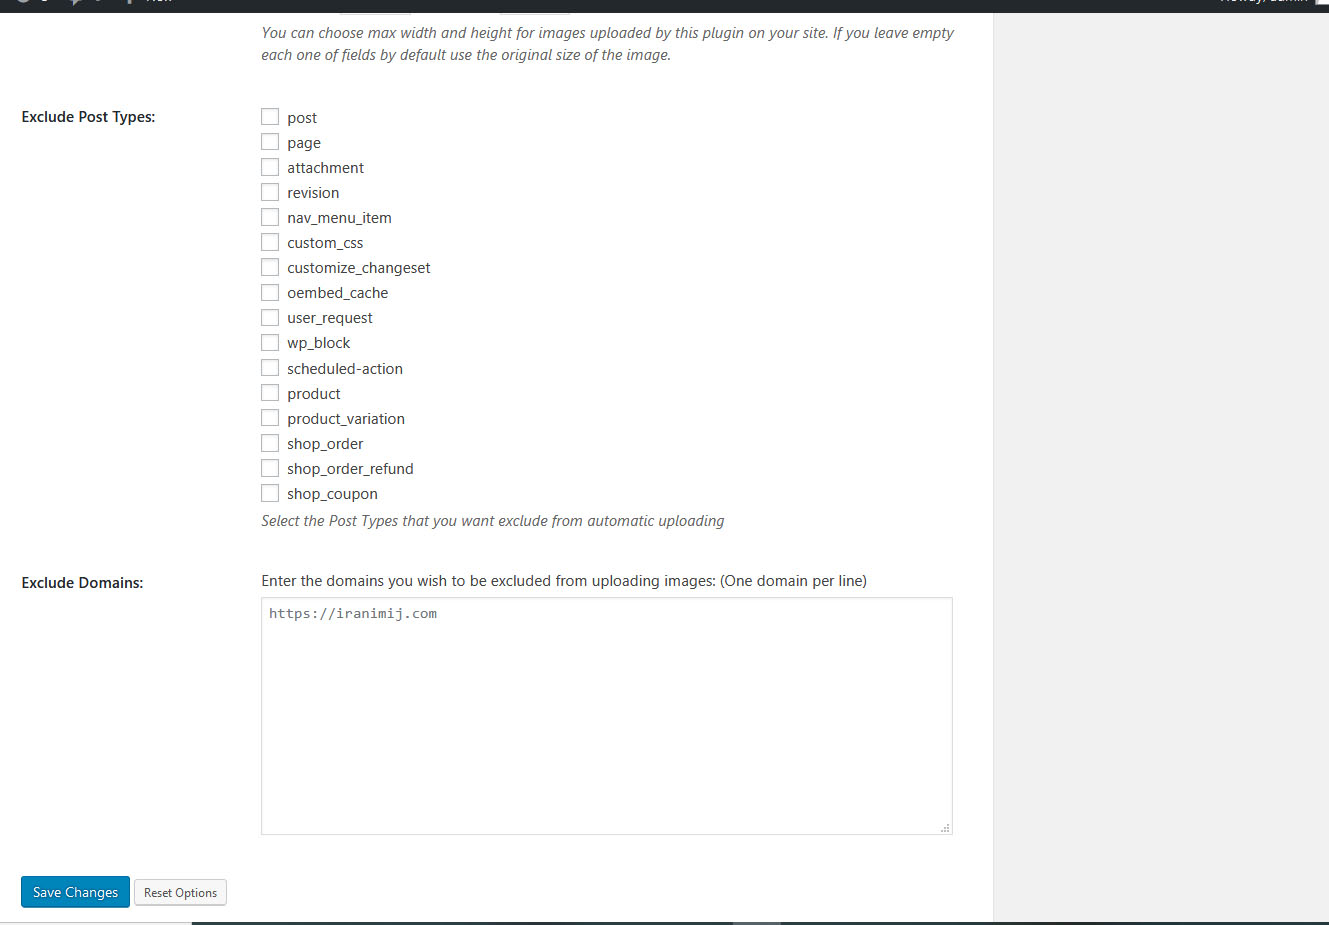 You can choose max width and height for images uploaded by this plugin on your site. If you leave empty
each one of fields by default use the original size of the image.
Exclude Post Types:
post
page
attachment
revision
nav_menu_item
custom_css
customize_changeset
oembed_cache
user_request
wp_block
scheduled-action
product
product_variation
shop_order
shop_order_refund
shop_coupon
Select the Post Types that you want exclude from automatic uploading
Exclude Domains:
Enter the domains you wish to be excluded from uploading images: (One domain per line)
https://iranimij.com
Save Changes
Reset Options